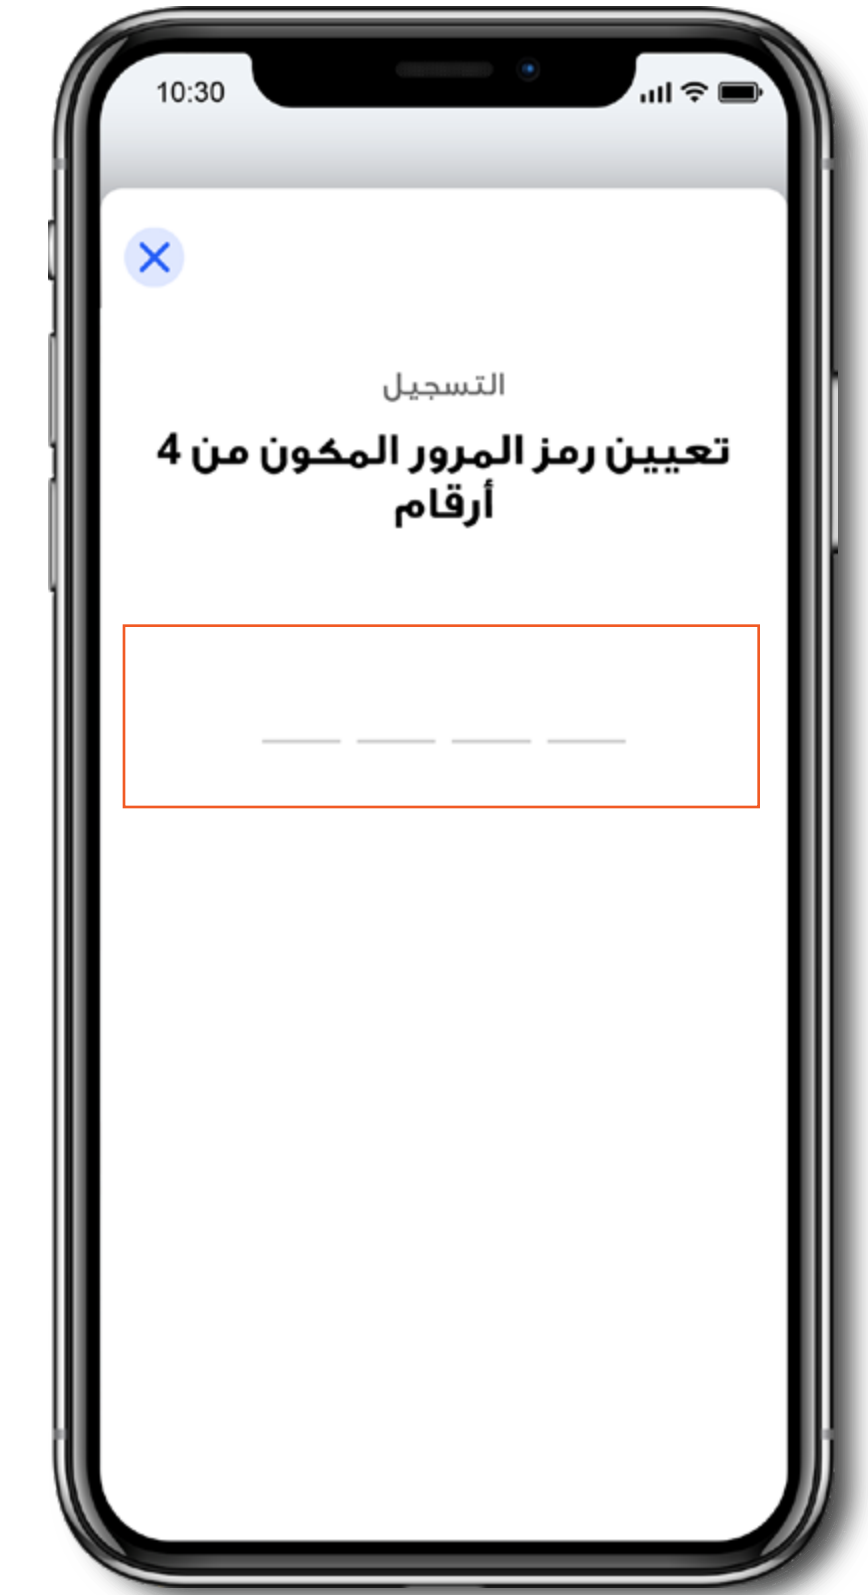 10:30
التسجيل
تعيين رمز المرور المكون من 4
أرقام